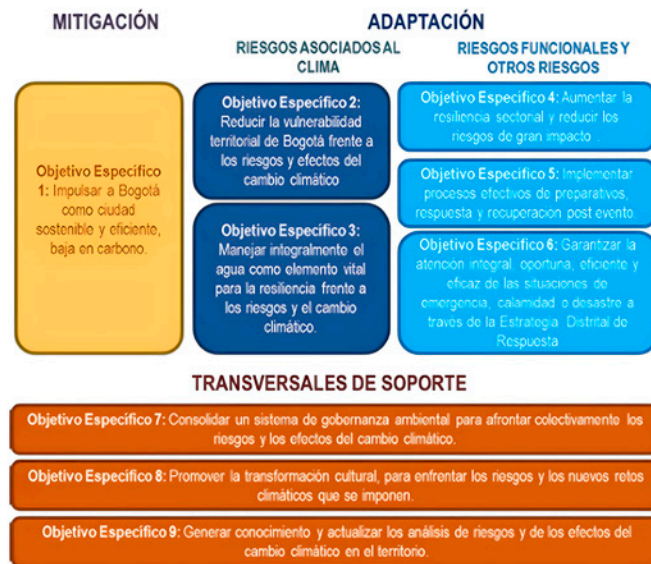 MITIGACIÓN
ADAPTACIÓN
RIESGOS ASOCIADOS AL
CLIMA
RIESGOS FUNCIONALES Y
OTROS RIESGOS
Objetivo Específico
1: Impulsar a Bogotá
como ciudad
sostenible y eficiente,
baja en carbono.
Objetivo Específico 2:
Reducir la vulnerabilidad
territorial de Bogotá frente a
los riesgos y efectos del
cambio climático
Objetivo Específico 3:
Manejar integralmente el
agua como elemento vital
para la resiliencia frente a
los riesgos y el cambio
climático.
Objetivo Específico 4: Aumentar la
resiliencia sectorial y reducir los
riesgos de gran impacto .
Objetivo Específico 5: Implementar
procesos efectivos de preparativos,
respuesta y recuperación post evento.
Objetivo Específico 6: Garantizar la
atención integral, oportuna, eficiente y
eficaz de las situaciones de
emergencia, calamidad o desastre a
través de la Estrategia Distrital de
Respuesta
TRANSVERSALES DE SOPORTE
Objetivo Específico 7: Consolidar un sistema de gobernanza ambiental para afrontar colectivamente los
riesgos y los efectos del cambio climático.
Objetivo Específico 8: Promover la transformación cultural, para enfrentar los riesgos y los nuevos retos
climáticos que se imponen.
Objetivo Específico 9: Generar conocimiento y actualizar los análisis de riesgos y de los efectos del
cambio climático en el territorio.